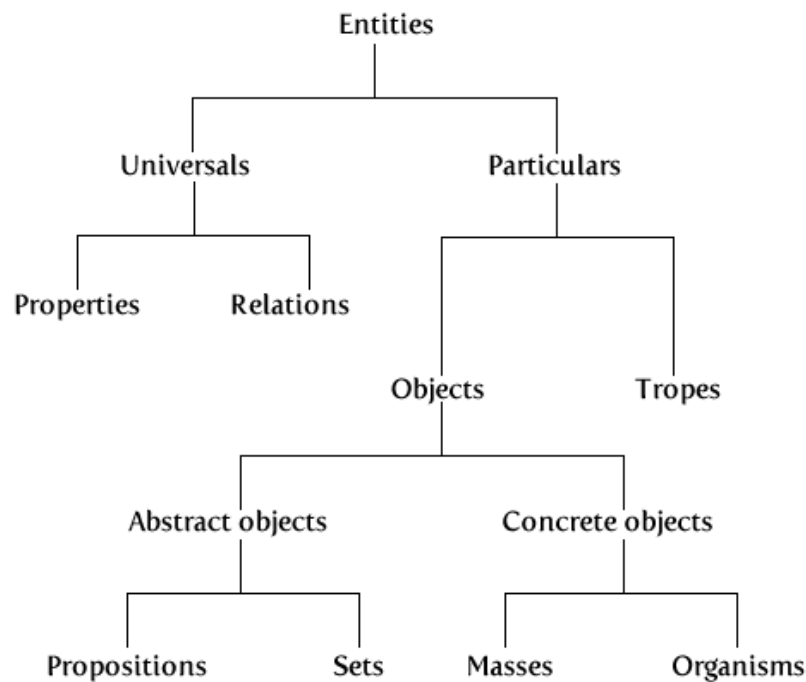 Entities
Universals Particulars
Properties Relations
Objects Tropes
Abstract objects Concrete objects
Propositions Sets Masses Organisms